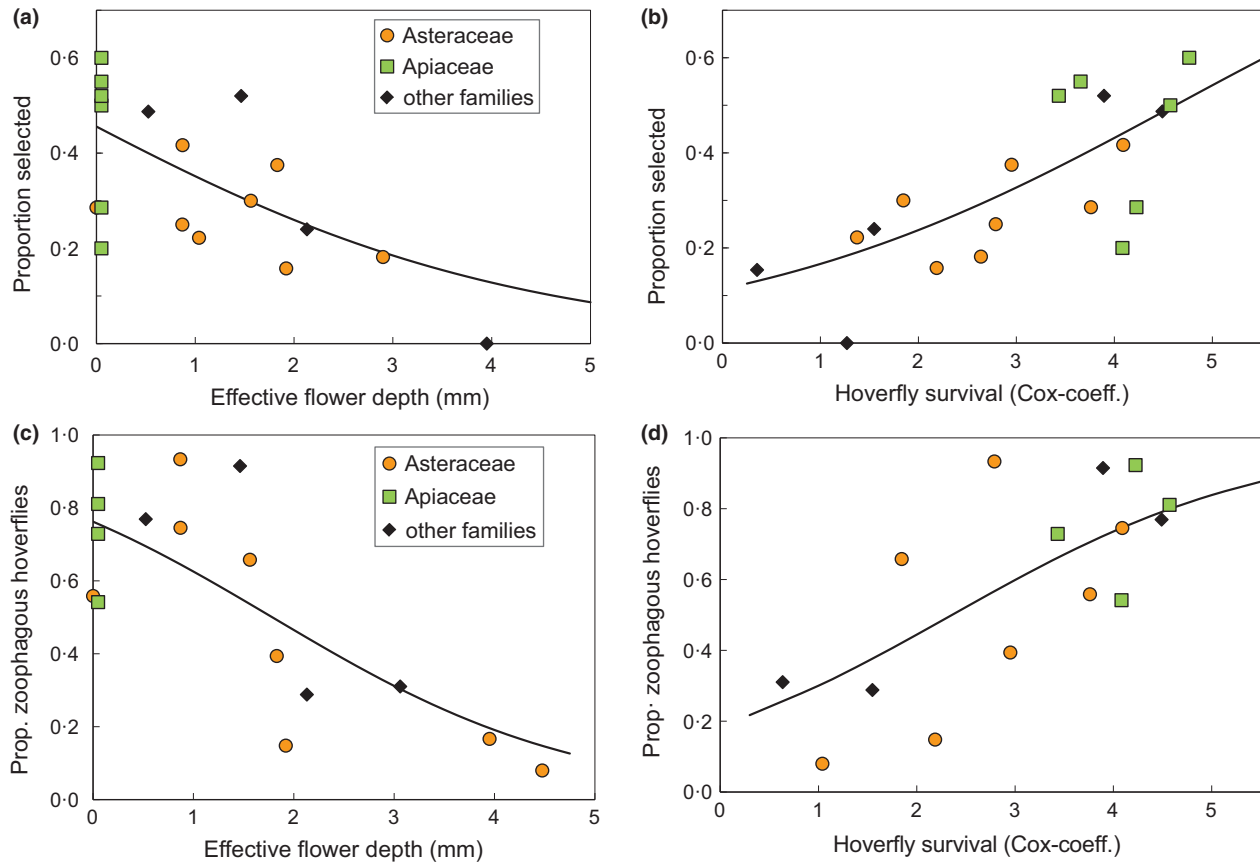 (a)
0·6
0·4
0·2
0·0
Proportion selected
Asteraceae
Apiaceae
other families
0 1 2 3 4 5
Effective flower depth (mm)
(b)
0·6
0·4
0·2
0·0
Proportion selected
1 2 3 4 5
Hoverfly survival (Cox-coeff.)
(c)
1·0
0·8
0·6
0·4
0·2
0·0
Prop. zoophagous hoverflies
Asteraceae
Apiaceae
other families
0 1 2 3 4 5
Effective flower depth (mm)
(d)
1·0
0·8
0·6
0·4
0·2
0·0
Prop· zoophagous hoverflies
1 2 3 4 5
Hoverfly survival (Cox-coeff.)